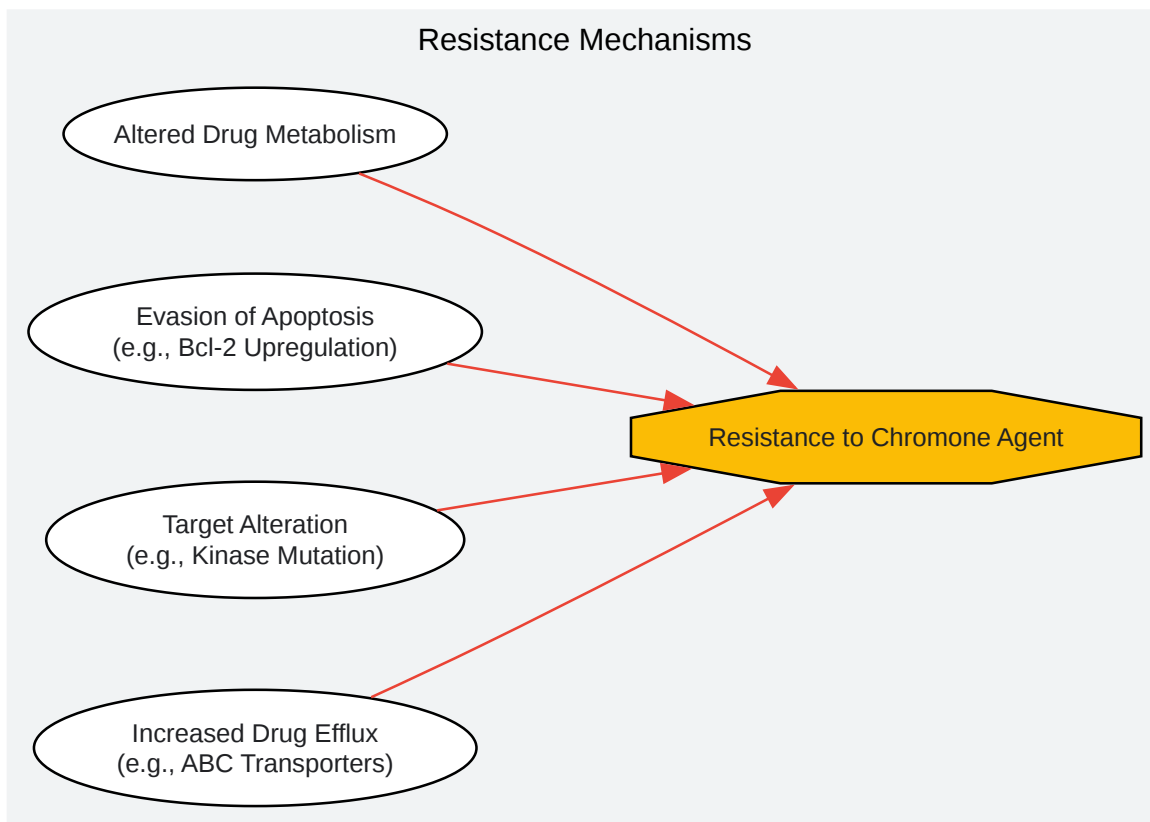 Resistance Mechanisms
Altered Drug Metabolism
Evasion of Apoptosis
(e.g., Bcl-2 Upregulation)
Resistance to Chromone Agent
Target Alteration
(e.g., Kinase Mutation)
Increased Drug Efflux
(e.g., ABC Transporters)